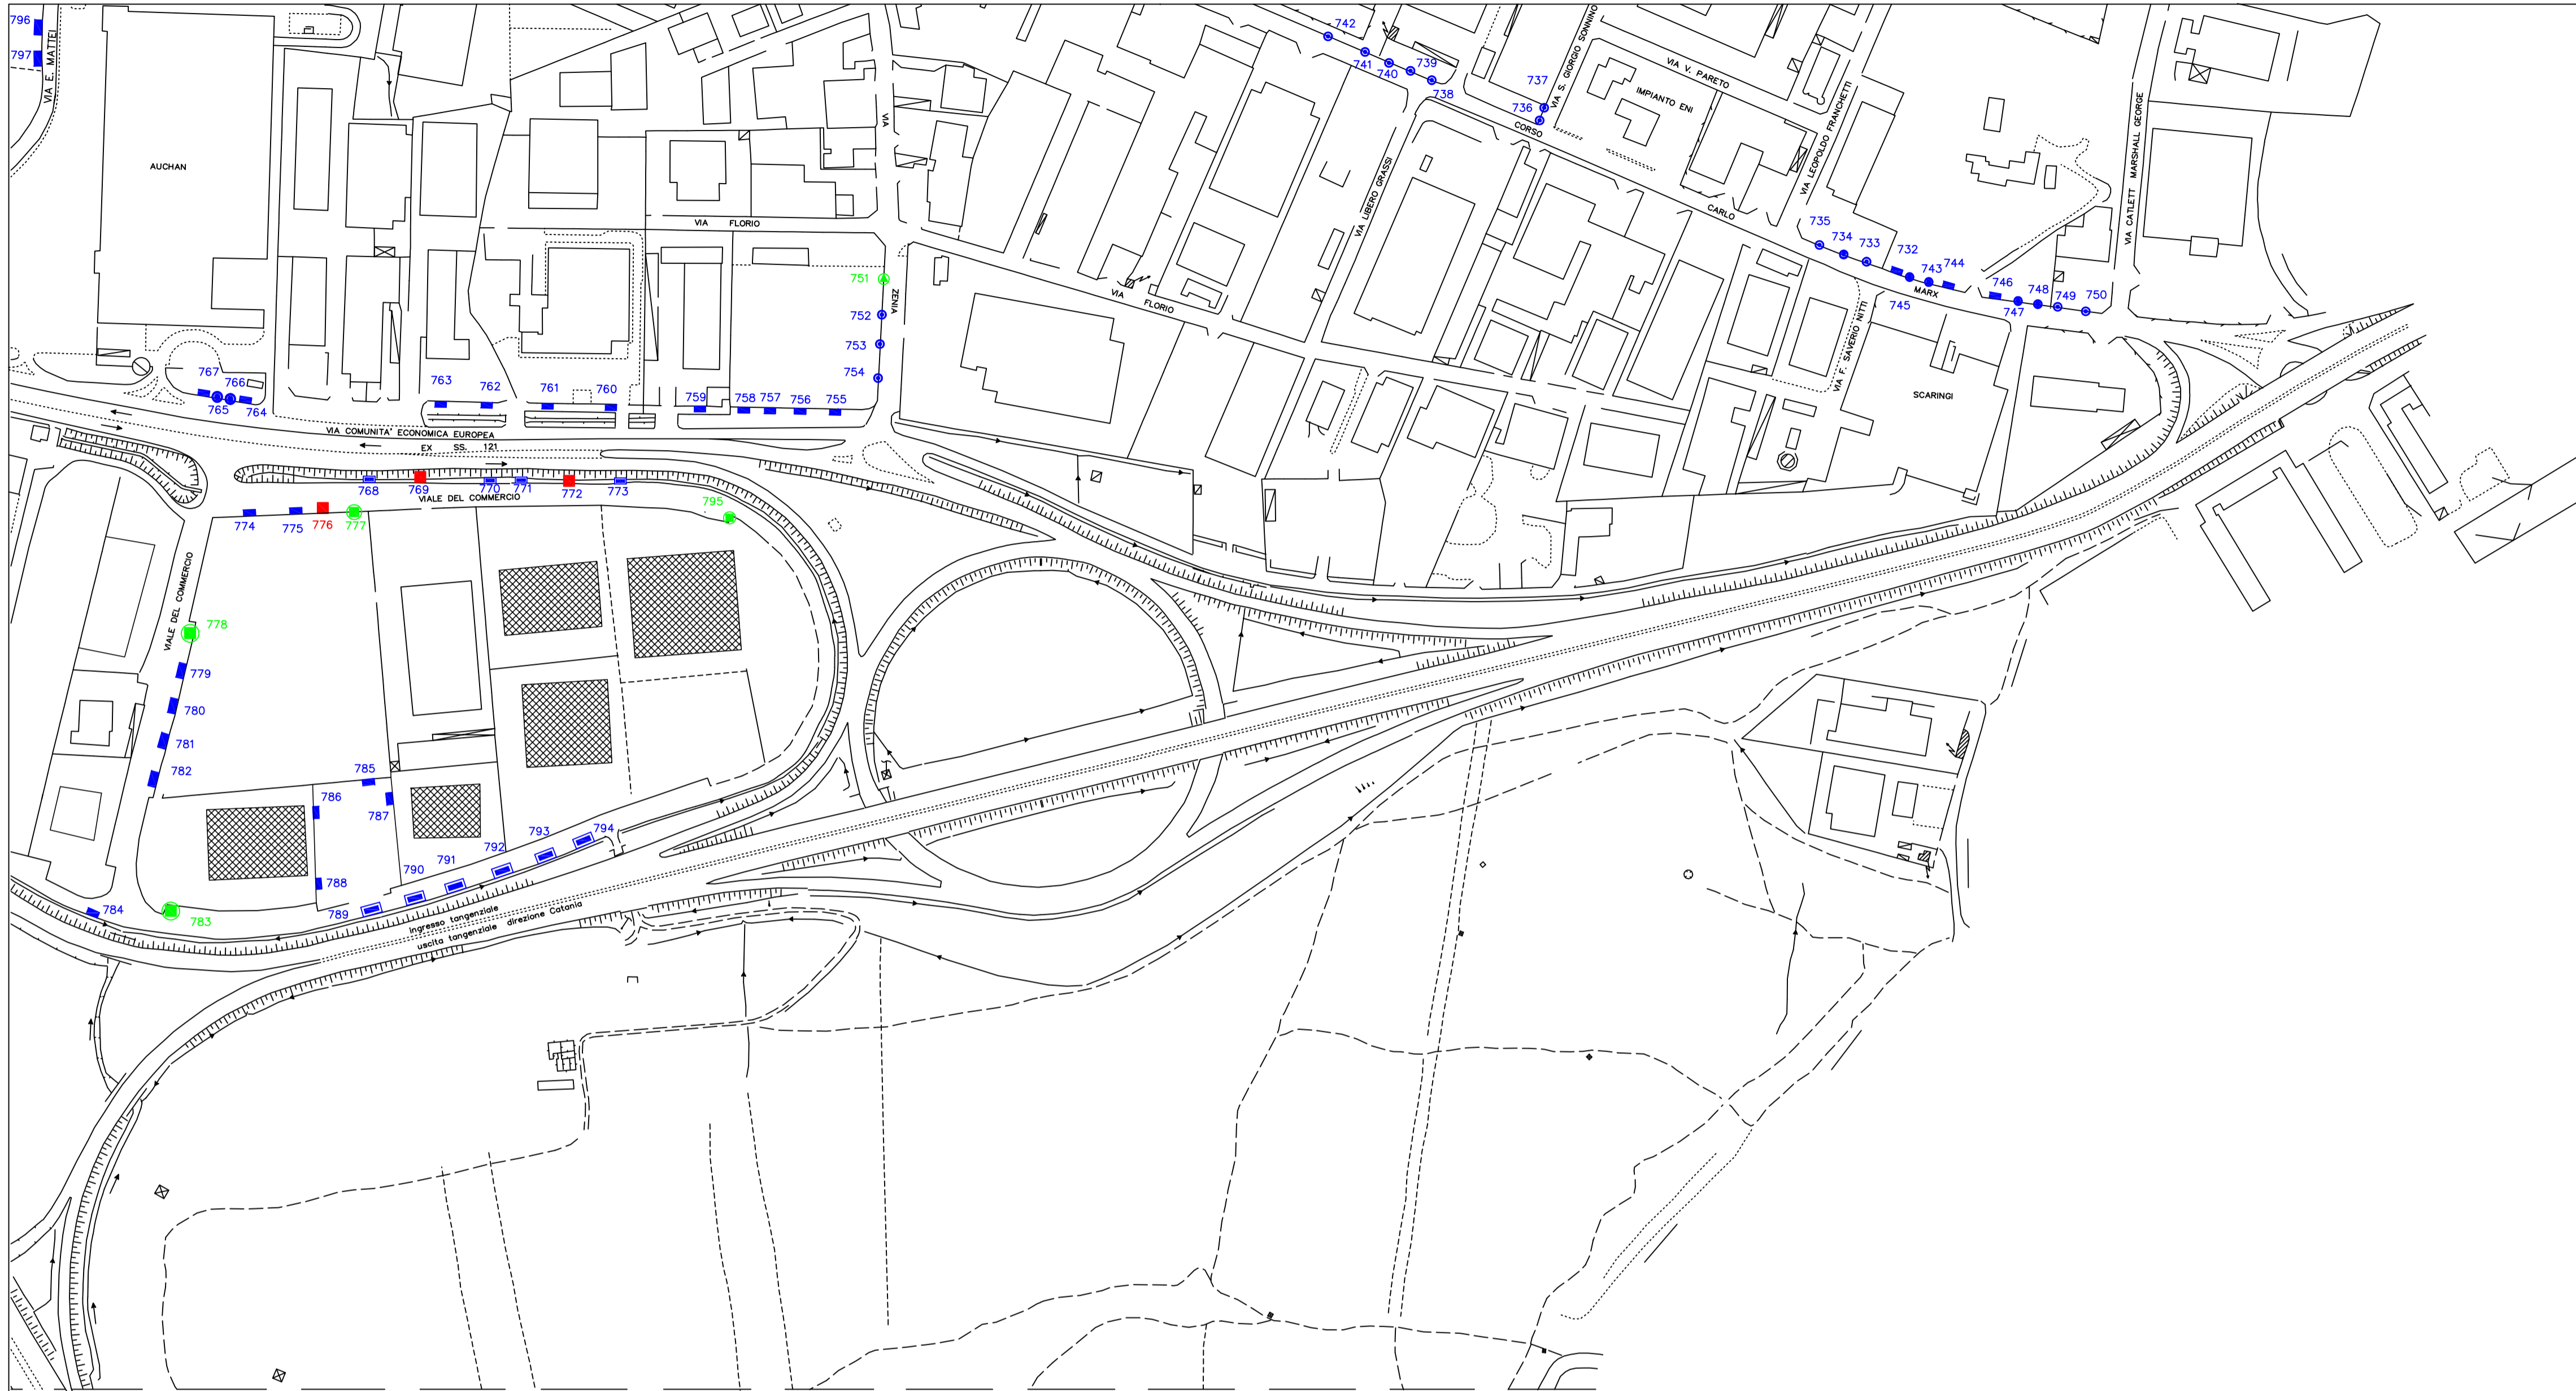 796
797
VIA E. MATTEI
AUCHAN
VIA
VIA FLORIO
742
741
740
739
738
737
736
VIA S. GIORGIO SONNINO
VIA V. PARETO
IMPIANTO ENI
CORSO
CARLO
MARX
VIA LIBERO GRASSI
VIA LEOPOLDO FRANCHETTI
VIA CATLETT MARSHALL GEORGE
735
734
733
732
743
744
745
746
747
748
749
750
751
ZENIA
752
753
754
VIA FLORIO
VIA F. SAVERIO NITTI
SCARINGI
767
766
765
764
763
762
761
760
759
758
757
756
755
VIA COMUNITA' ECONOMICA EUROPEA
EX SS. 121
768
769
770
771
772
773
VIALE DEL COMMERCIO
774
775
776
777
795
VIALE DEL COMMERCIO
778
779
780
781
782
785
786
787
788
783
784
789
790
791
792
793
794
ingresso tangenziale
uscita tangenziale direzione Catania